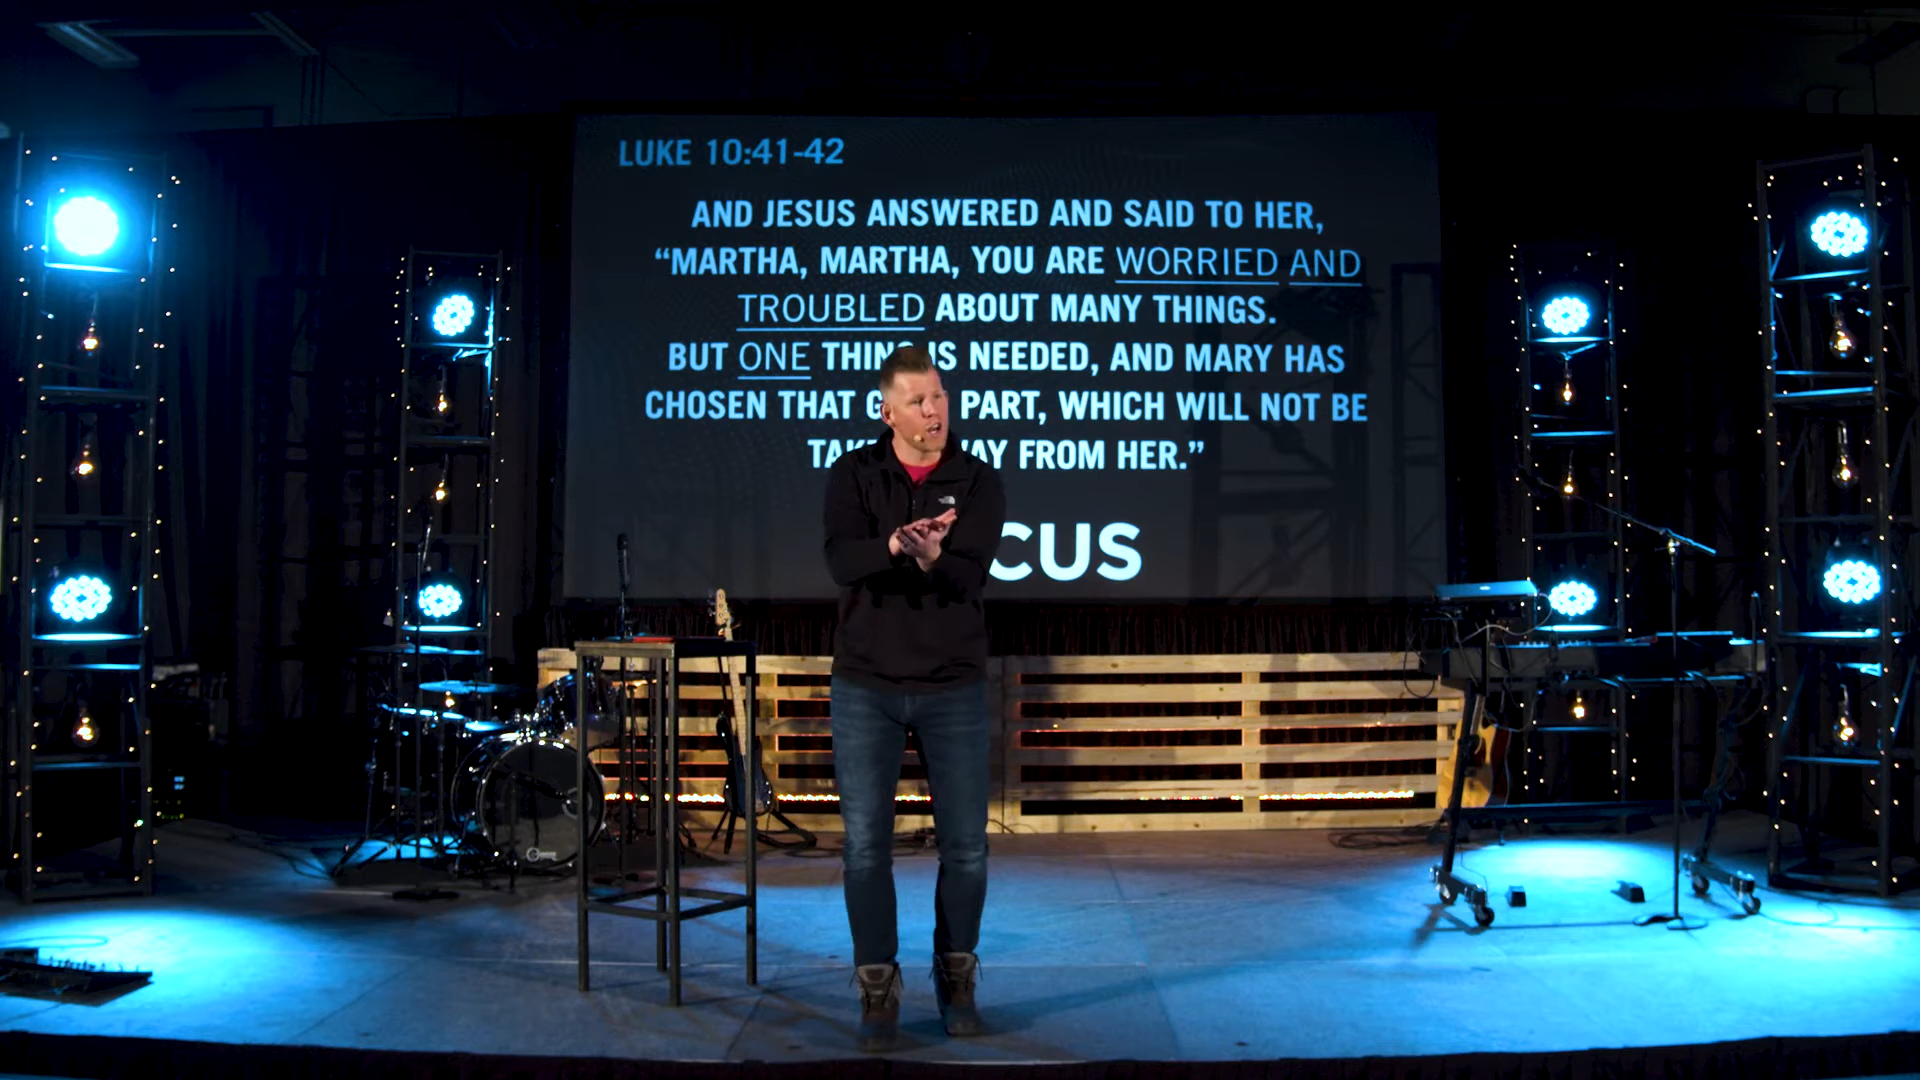 LUKE 10:41-42
AND JESUS ANSWERED AND SAID TO HER,
“MARTHA, MARTHA, YOU ARE WORRIED AND
TROUBLED ABOUT MANY THINGS.
BUT ONE THING IS NEEDED, AND MARY HAS
CHOSEN THAT PART, WHICH WILL NOT BE
FROM HER.”
CUS